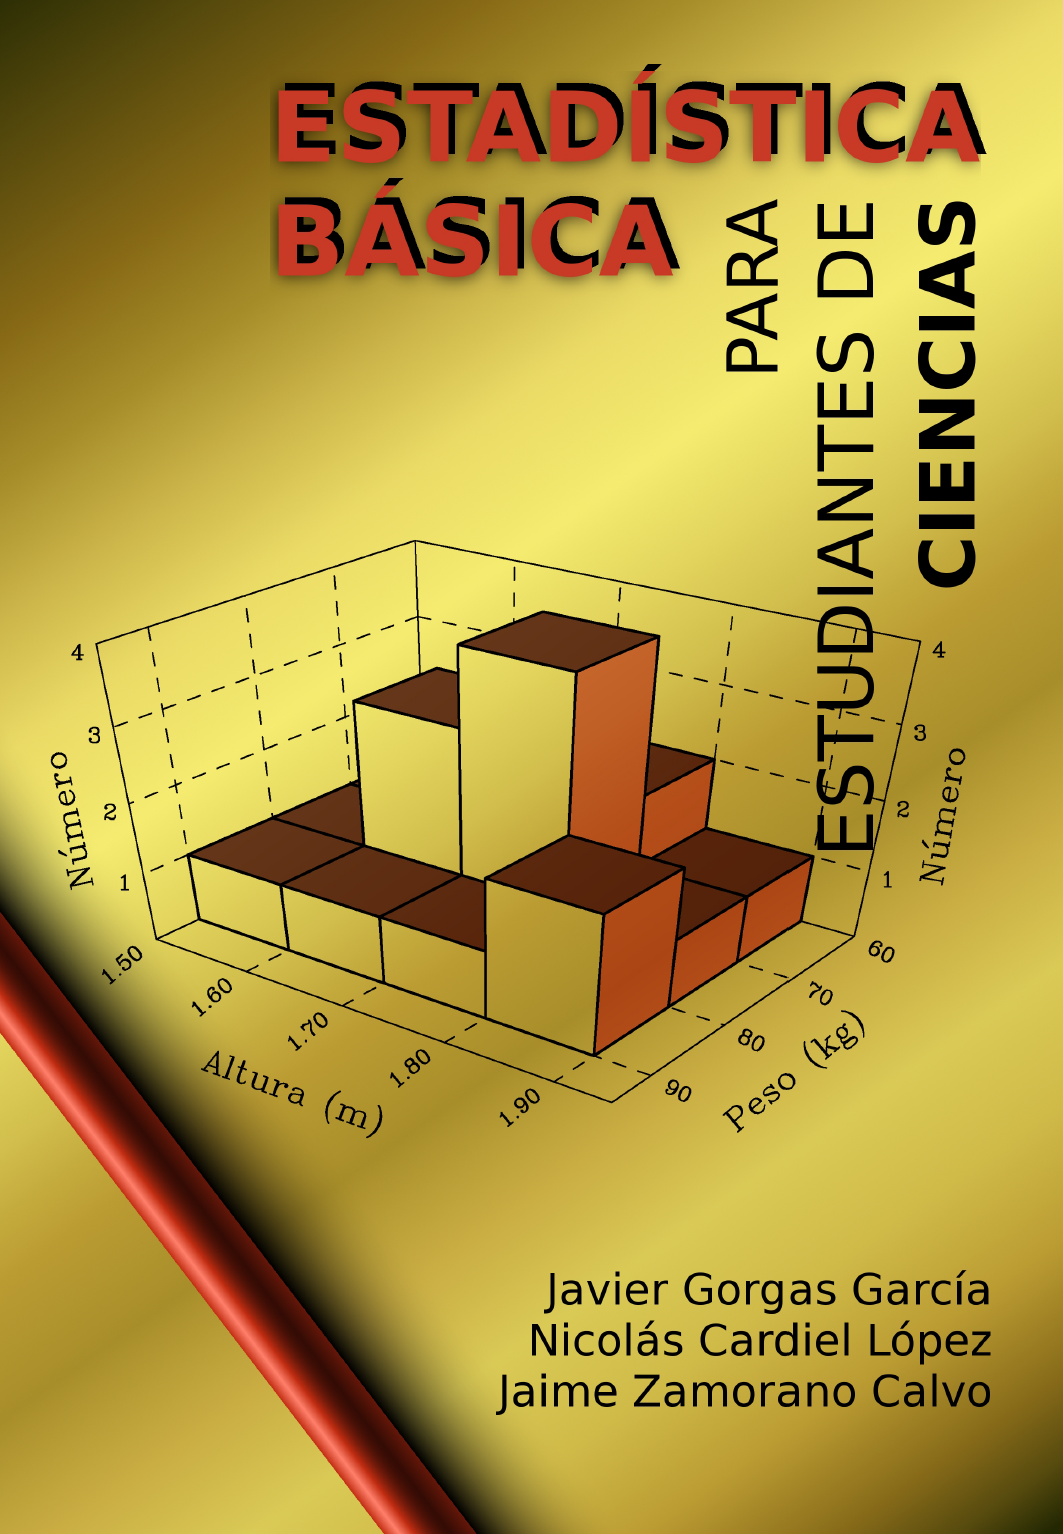 ESTADÍSTICA
BÁSICA
PARA
ESTUDIANTES DE
CIENCIAS
4
3
2
1
Número
4
3
2
1
Número
1.50
1.60
1.70
1.80
1.90
Altura (m)
60
70
80
90
Peso (kg)
Javier Gorgas García
Nicolás Cardiel López
Jaime Zamorano Calvo